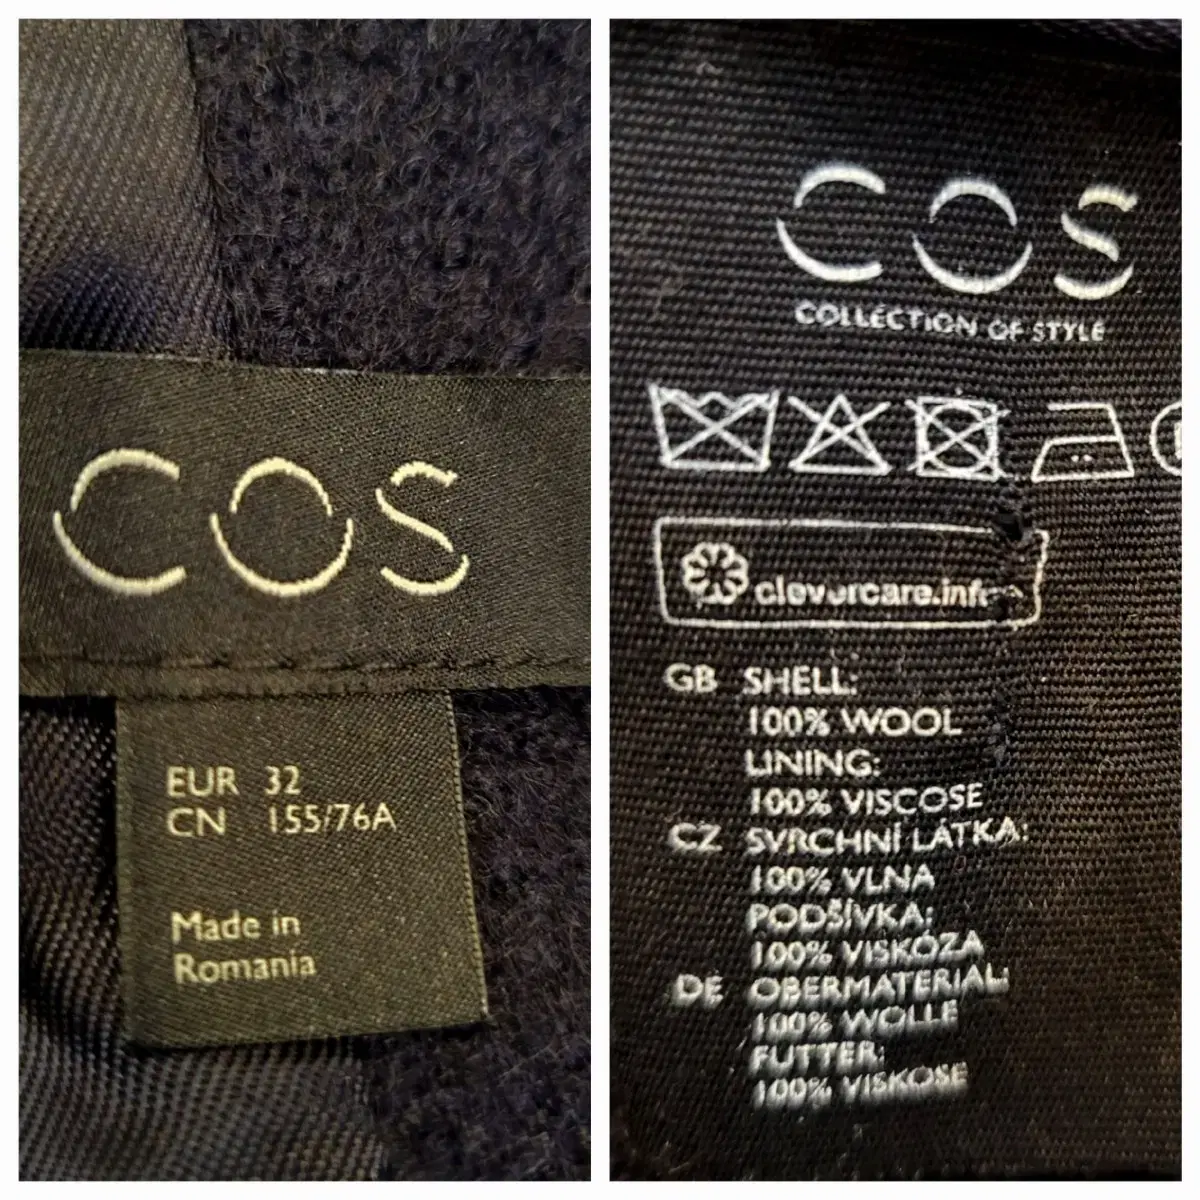 COS
EUR 32
CN 155/76A
Made in
Romania
COS
COLLECTION OF STYLE
clevercare.info
GB SHELL:
100% WOOL
LINING:
100% VISCOSE
CZ SVRCHNÍ LÁTKA:
100% VLNA
PODŠÍVKA:
100% VISKÓZA
DE OBERMATERIAL:
100% WOLLE
FUTTER:
100% VISKOSE